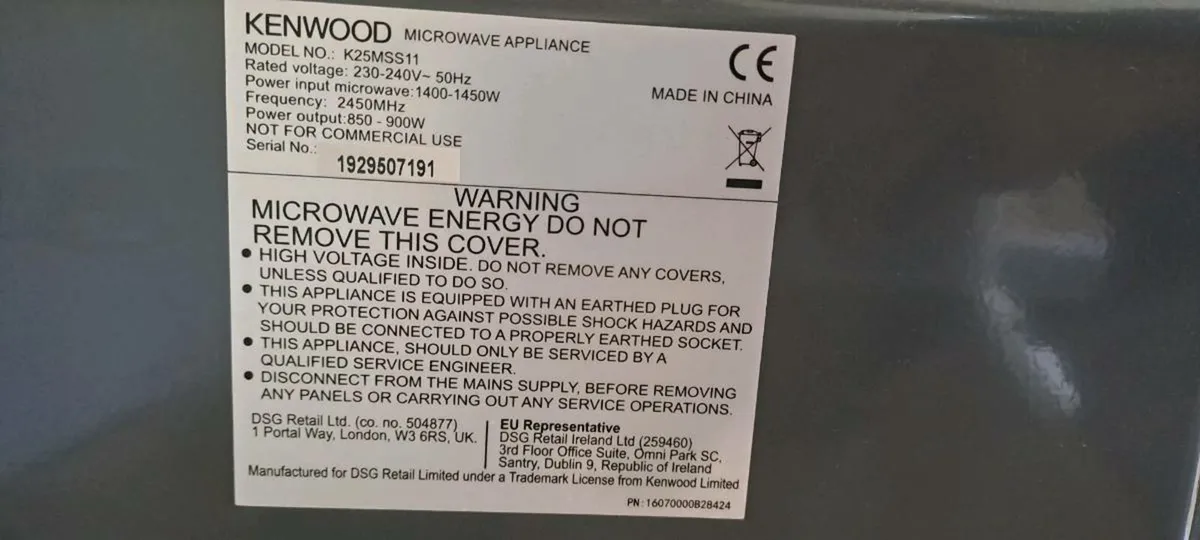 KENWOOD MICROWAVE APPLIANCE
MODEL NO.: K25MSS11
Rated voltage: 230-240V~ 50Hz
Power input microwave:1400-1450W
Frequency: 2450MHz
Power output:850 - 900W
NOT FOR COMMERCIAL USE
Serial No.:
1929507191
CE
MADE IN CHINA
WARNING
MICROWAVE ENERGY DO NOT
REMOVE THIS COVER.
● HIGH VOLTAGE INSIDE. DO NOT REMOVE ANY COVERS,
UNLESS QUALIFIED TO DO SO.
● THIS APPLIANCE IS EQUIPPED WITH AN EARTHED PLUG FOR
YOUR PROTECTION AGAINST POSSIBLE SHOCK HAZARDS AND
SHOULD BE CONNECTED TO A PROPERLY EARTHED SOCKET.
● THIS APPLIANCE, SHOULD ONLY BE SERVICED BY A
QUALIFIED SERVICE ENGINEER.
● DISCONNECT FROM THE MAINS SUPPLY, BEFORE REMOVING
ANY PANELS OR CARRYING OUT ANY SERVICE OPERATIONS.
DSG Retail Ltd. (co. no. 504877)
1 Portal Way, London, W3 6RS, UK.
EU Representative
DSG Retail Ireland Ltd (259460)
3rd Floor Office Suite, Omni Park SC,
Santry, Dublin 9, Republic of Ireland
Manufactured for DSG Retail Limited under a Trademark License from Kenwood Limited
PN:16070000B28424